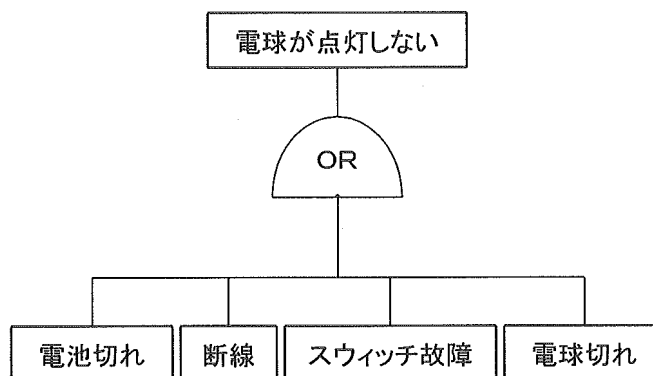 電球が点灯しない
OR
電池切れ
断線
スウィッチ故障
電球切れ